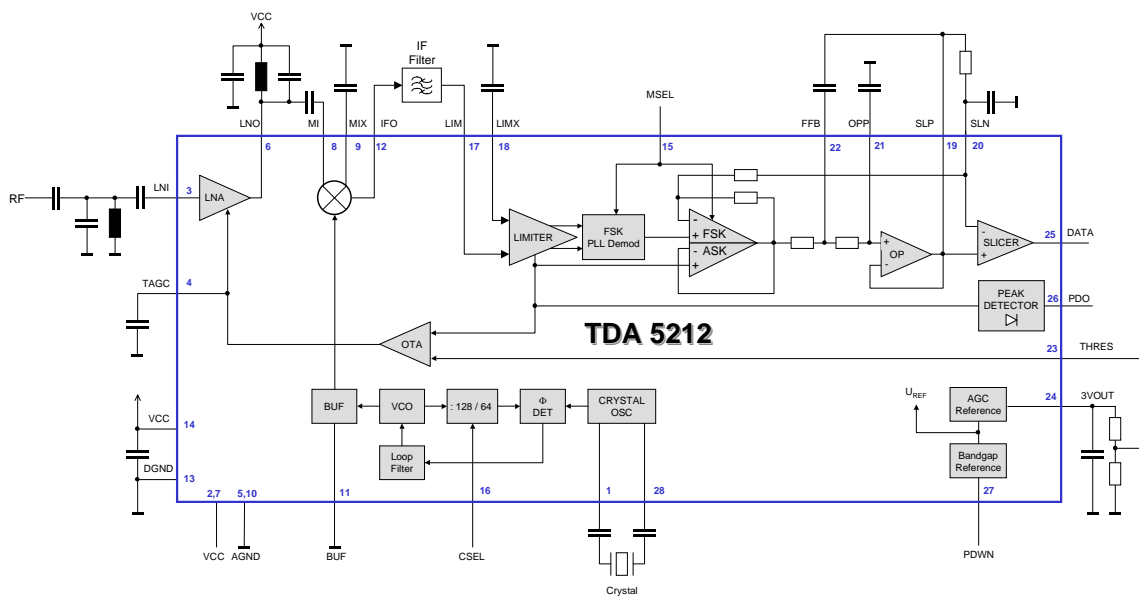 VCC
IF
Filter
MSEL
LNO
MI
MIX
IFO
LIM
LIMX
FFB
OPP
SLP
SLN
6
8
9
12
17
18
15
22
21
19
20
RF
LNI
3
LNA
LIMITER
FSK
PLL Demod
-
+
FSK
-
ASK
+
+
-
OP
-
+
SLICER
25
DATA
TAGC
4
PEAK
DETECTOR
26
PDO
TDA 5212
OTA
23
THRES
BUF
VCO
: 128 / 64
Φ
DET
CRYSTAL
OSC
UREF
AGC
Reference
24
3VOUT
VCC
14
Loop
Filter
Bandgap
Reference
DGND
13
2,7
5,10
11
16
1
28
27
VCC
AGND
BUF
CSEL
PDWN
Crystal